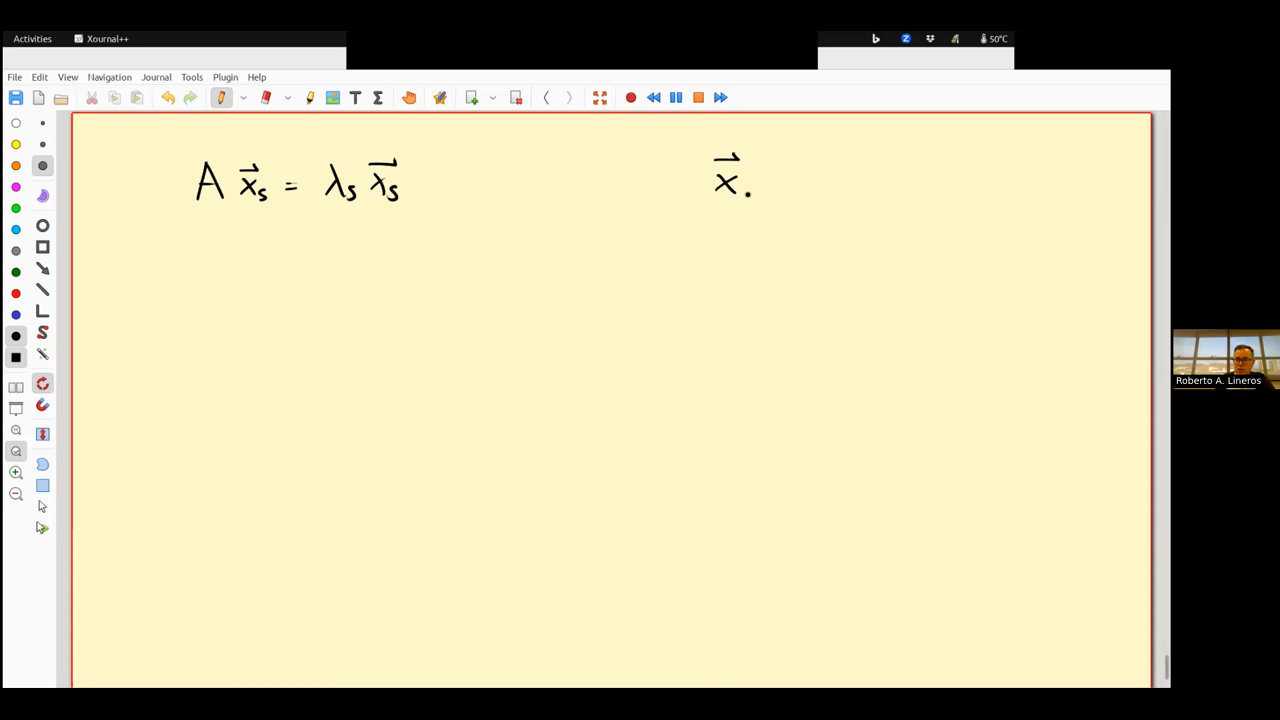 Activities Xournal++ 50°C
File Edit View Navigation Journal Tools Plugin Help
A x⃗ₛ = λₛ x⃗ₛ x⃗
Roberto A. Lineros